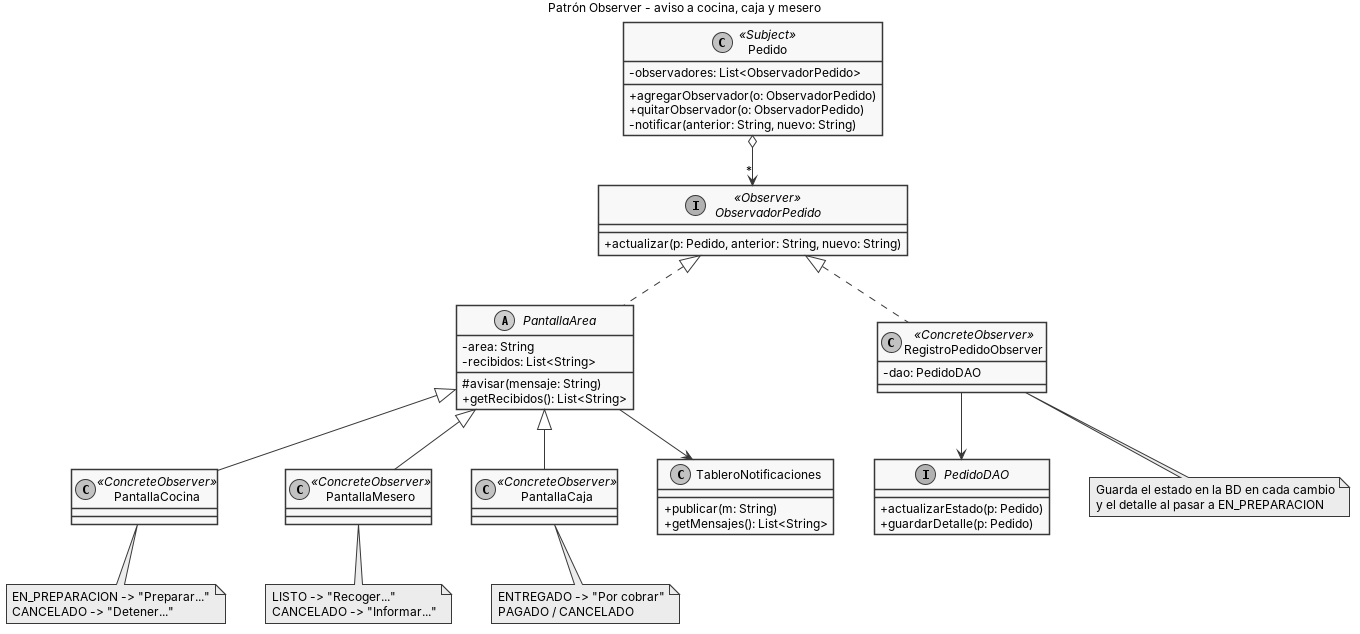 Patrón Observer - aviso a cocina, caja y mesero
C
«Subject»
Pedido
-observadores: List<ObservadorPedido>
+agregarObservador(o: ObservadorPedido)
+quitarObservador(o: ObservadorPedido)
-notificar(anterior: String, nuevo: String)
*
I
«Observer»
ObservadorPedido
+actualizar(p: Pedido, anterior: String, nuevo: String)
A
PantallaArea
-area: String
-recibidos: List<String>
#avisar(mensaje: String)
+getRecibidos(): List<String>
C
«ConcreteObserver»
RegistroPedidoObserver
-dao: PedidoDAO
C
«ConcreteObserver»
PantallaCocina
C
«ConcreteObserver»
PantallaMesero
C
«ConcreteObserver»
PantallaCaja
C
TableroNotificaciones
+publicar(m: String)
+getMensajes(): List<String>
I
PedidoDAO
+actualizarEstado(p: Pedido)
+guardarDetalle(p: Pedido)
Guarda el estado en la BD en cada cambio
y el detalle al pasar a EN_PREPARACION
EN_PREPARACION -> "Preparar..."
CANCELADO -> "Detener..."
LISTO -> "Recoger..."
CANCELADO -> "Informar..."
ENTREGADO -> "Por cobrar"
PAGADO / CANCELADO